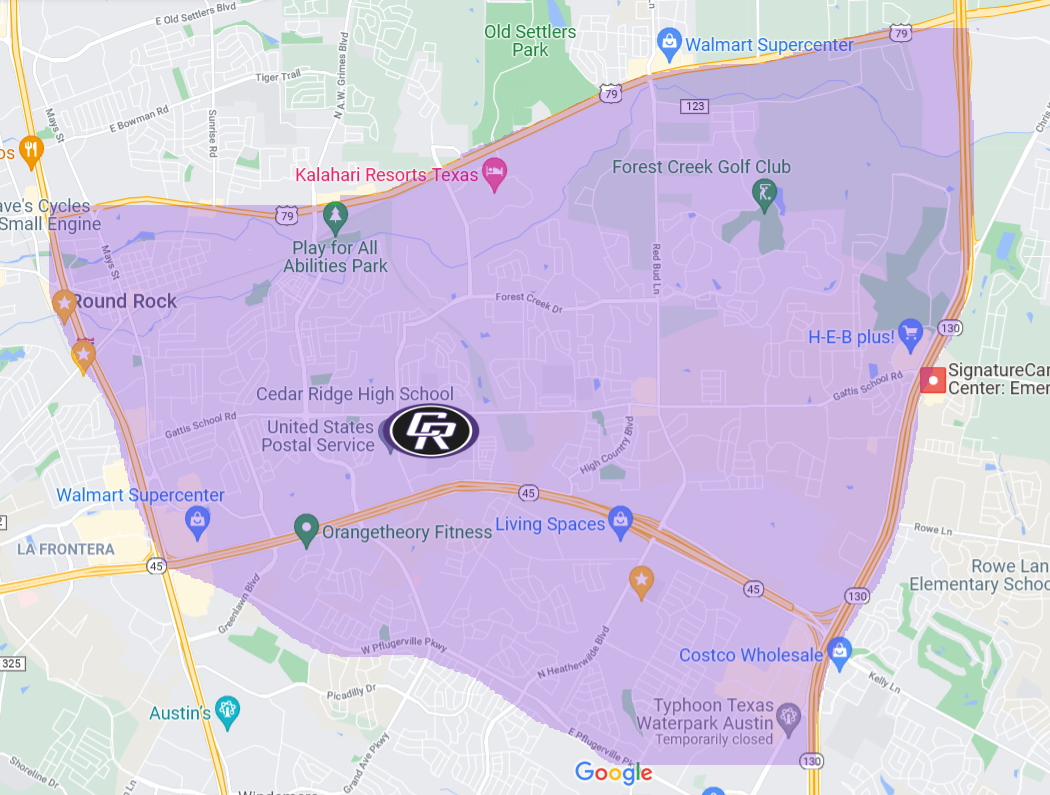 E Old Settlers Blvd
Old Settlers
Park
79
Walmart Supercenter
N A.W. Grimes Blvd
Tiger Trail
79
123
Mays St
E Bowman Rd
Sunrise Rd
Chris
os
Kalahari Resorts Texas
Forest Creek Golf Club
ave's Cycles
Small Engine
79
Play for All
Abilities Park
Mays St
Red Bud Ln
Round Rock
Forest Creek Dr
130
H-E-B plus!
SignatureCar
Center: Emer
Gattis School Rd
Cedar Ridge High School
Gattis School Rd
United States
Postal Service
CR
High Country Blvd
Walmart Supercenter
45
Living Spaces
Orangetheory Fitness
Rowe Ln
LA FRONTERA
45
Rowe Lan
Elementary Schoo
45
130
Greenlawn Blvd
W Pflugerville Pkwy
N Heatherwilde Blvd
Costco Wholesale
325
Kelly Ln
Picadilly Dr
Austin's
Typhoon Texas
Waterpark Austin
Temporarily closed
E Pflugerville Pk
Grand Ave Pkwy
130
Shoreline Dr
Google